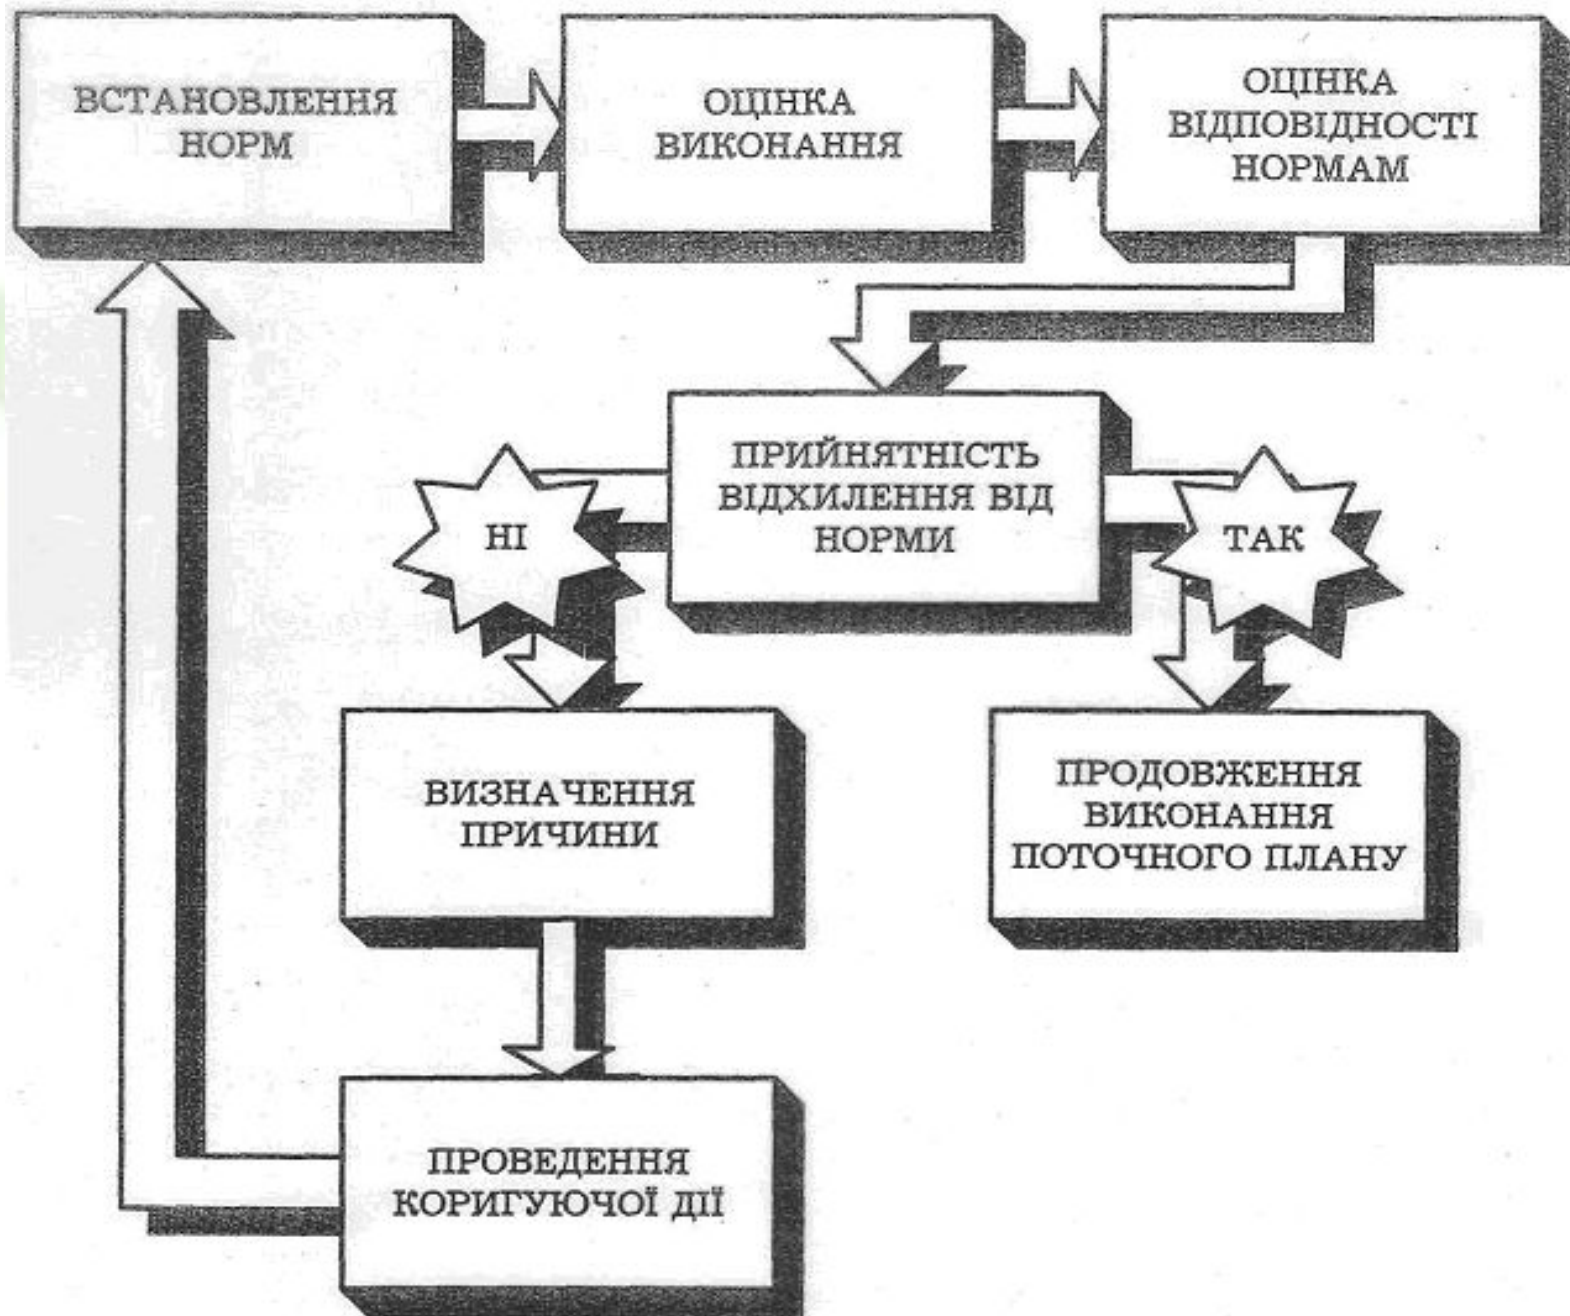 ВСТАНОВЛЕННЯ
НОРМ
ОЦІНКА
ВИКОНАННЯ
ОЦІНКА
ВІДПОВІДНОСТІ
НОРМАМ
ПРИЙНЯТНІСТЬ
ВІДХИЛЕННЯ ВІД
НОРМИ
НІ
ТАК
ВИЗНАЧЕННЯ
ПРИЧИНИ
ПРОДОВЖЕННЯ
ВИКОНАННЯ
ПОТОЧНОГО ПЛАНУ
ПРОВЕДЕННЯ
КОРИГУЮЧОЇ ДІЇ